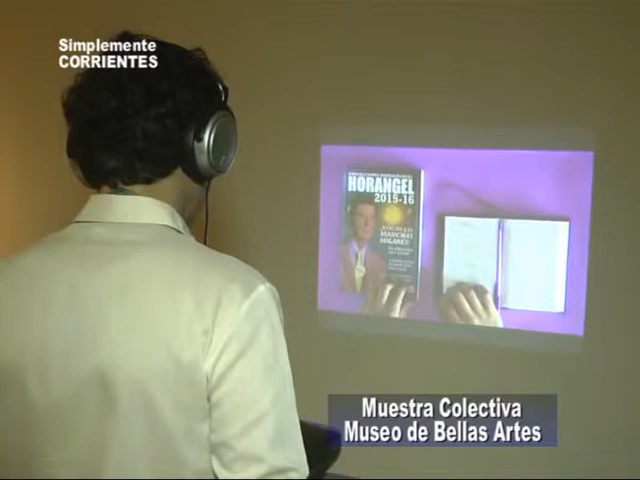 Simplemente
CORRIENTES
HORANGEL
2015-16
Muestra Colectiva
Museo de Bellas Artes